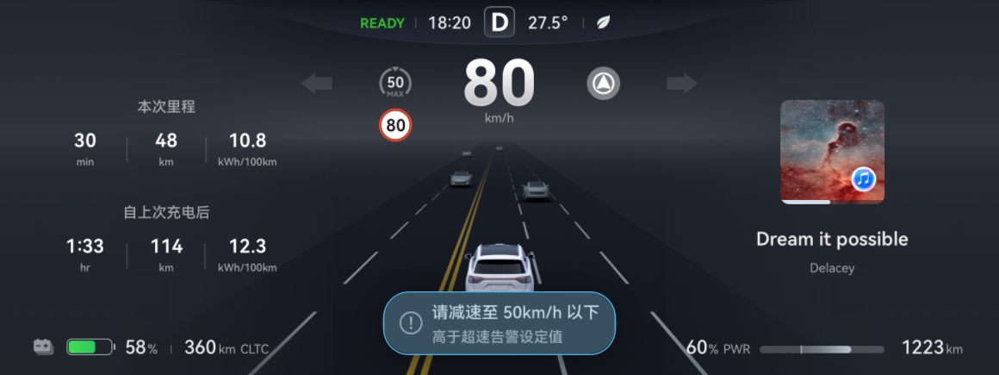 READY 18:20 D 27.5°
50
MAX
80
km/h
80
本次里程
30 48 10.8
min km kWh/100km
自上次充电后
1:33 114 12.3
hr km kWh/100km
Dream it possible
Delacey
请减速至 50km/h 以下
高于超速告警设定值
58% 360 km CLTC
60% PWR 1223 km